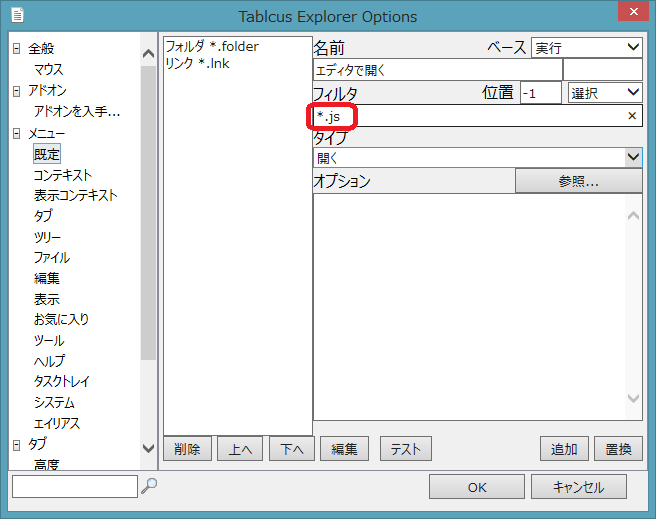 Tablcus Explorer Options
全般
マウス
アドオン
アドオンを入手...
メニュー
既定
コンテキスト
表示コンテキスト
タブ
ツリー
ファイル
編集
表示
お気に入り
ツール
ヘルプ
タスクトレイ
システム
エイリアス
タブ
高度
フォルダ *.folder
リンク *.lnk
名前 ベース 実行
エディタで開く
フィルタ 位置 -1 選択
*.js
タイプ
開く
オプション 参照...
削除 上へ 下へ 編集 テスト 追加 置換
OK キャンセル